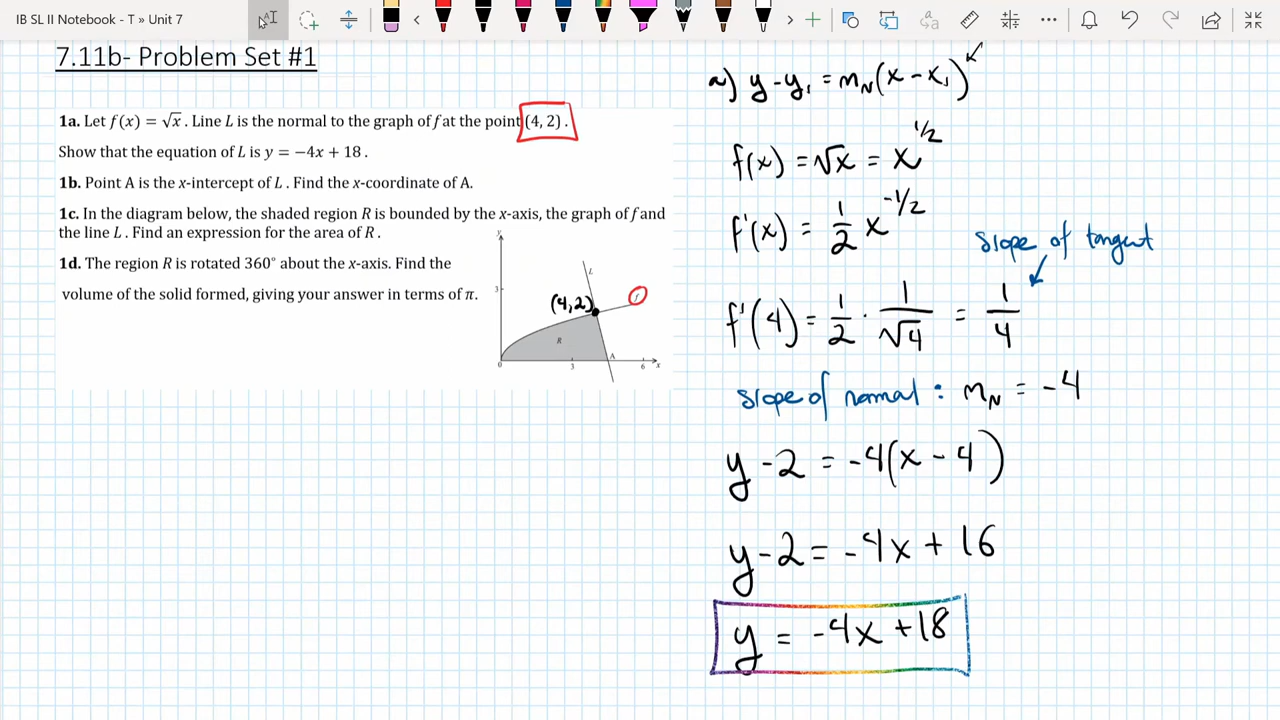 IB SL II Notebook - T » Unit 7
7.11b- Problem Set #1
1a. Let f(x) = √x. Line L is the normal to the graph of f at the point (4, 2).
Show that the equation of L is y = −4x + 18.
1b. Point A is the x-intercept of L. Find the x-coordinate of A.
1c. In the diagram below, the shaded region R is bounded by the x-axis, the graph of f and
the line L. Find an expression for the area of R.
1d. The region R is rotated 360° about the x-axis. Find the
volume of the solid formed, giving your answer in terms of π.
y
L
3
(4,2)
f
R
A
0
3
6
x
a) y - y₁ = m_N(x - x₁)
f(x) = √x = x^1/2
f'(x) = 1/2 x^-1/2
slope of tangent
f'(4) = 1/2 · 1/√4 = 1/4
slope of normal: m_N = -4
y - 2 = -4(x - 4)
y - 2 = -4x + 16
y = -4x + 18